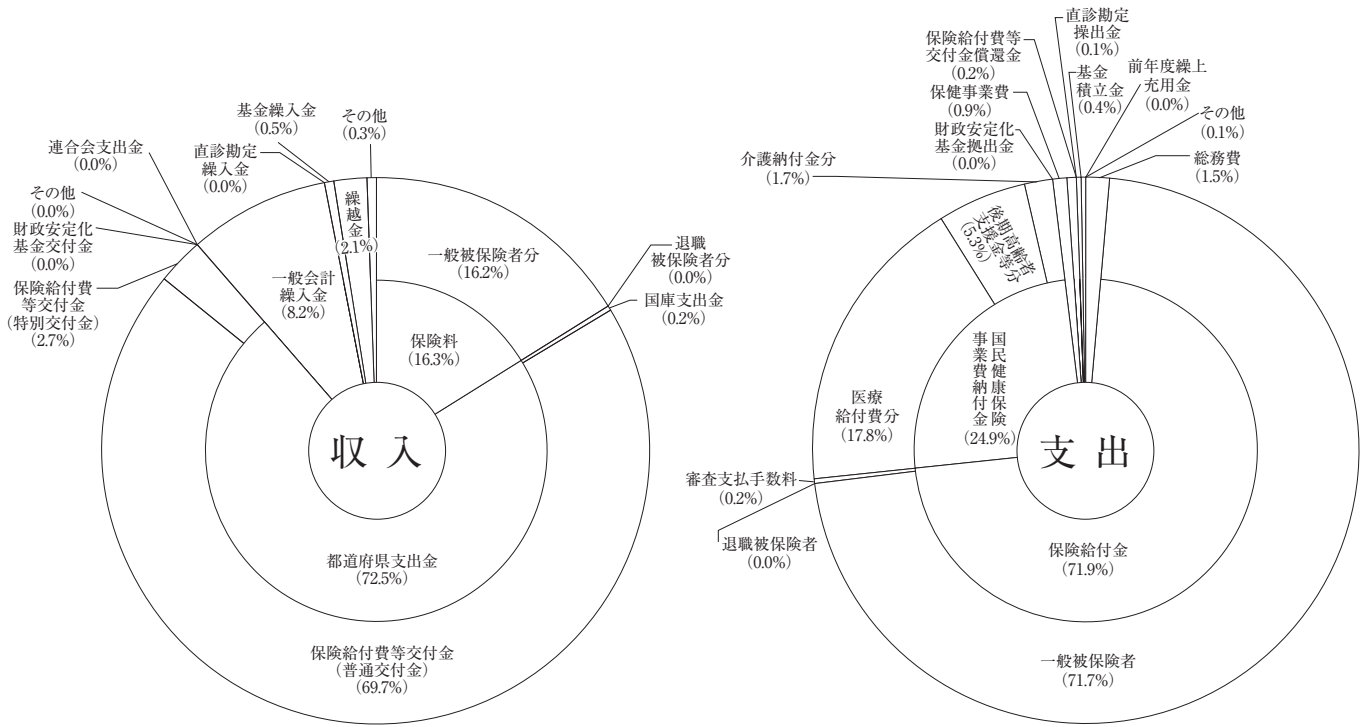 基金繰入金
(0.5%)
その他
(0.3%)
連合会支出金
(0.0%)
直診勘定
繰入金
(0.0%)
その他
(0.0%)
財政安定化
基金交付金
(0.0%)
保険給付費
等交付金
(特別交付金)
(2.7%)
一般会計
繰入金
(8.2%)
繰越金
(2.1%)
一般被保険者分
(16.2%)
退職
被保険者分
(0.0%)
国庫支出金
(0.2%)
保険料
(16.3%)
収入
都道府県支出金
(72.5%)
保険給付費等交付金
(普通交付金)
(69.7%)
直診勘定
操出金
(0.1%)
保険給付費等
交付金償還金
(0.2%)
基金
積立金
(0.4%)
前年度繰上
充用金
(0.0%)
保健事業費
(0.9%)
その他
(0.1%)
財政安定化
基金拠出金
(0.0%)
総務費
(1.5%)
介護納付金分
(1.7%)
後期高齢者
支援金等分
(5.3%)
国民健康保険
事業費納付金
(24.9%)
医療
給付費分
(17.8%)
支出
審査支払手数料
(0.2%)
退職被保険者
(0.0%)
保険給付金
(71.9%)
一般被保険者
(71.7%)